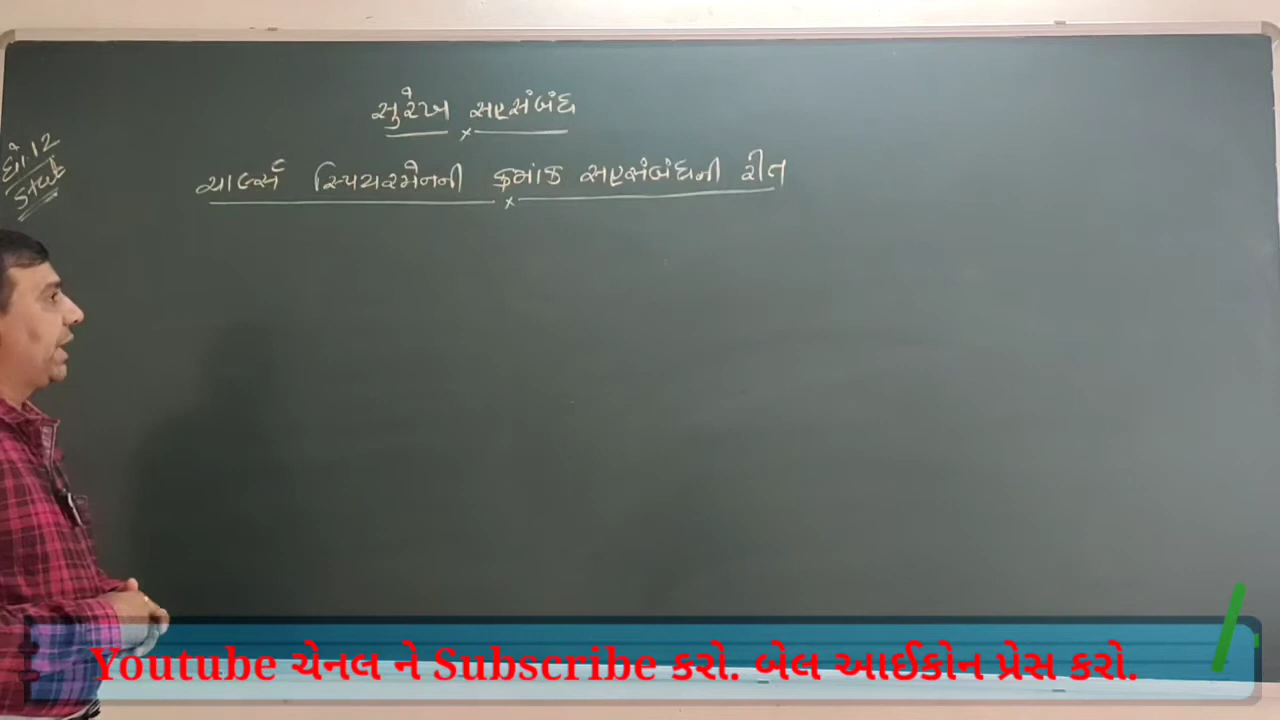 સુરેખ સહસંબંધ
ધો.12
Stat
ચાર્લ્સ સ્પિયરમેનની ક્રમાંક સહસંબંધની રીત
Youtube ચેનલ ને Subscribe કરો. બેલ આઈકોન પ્રેસ કરો.